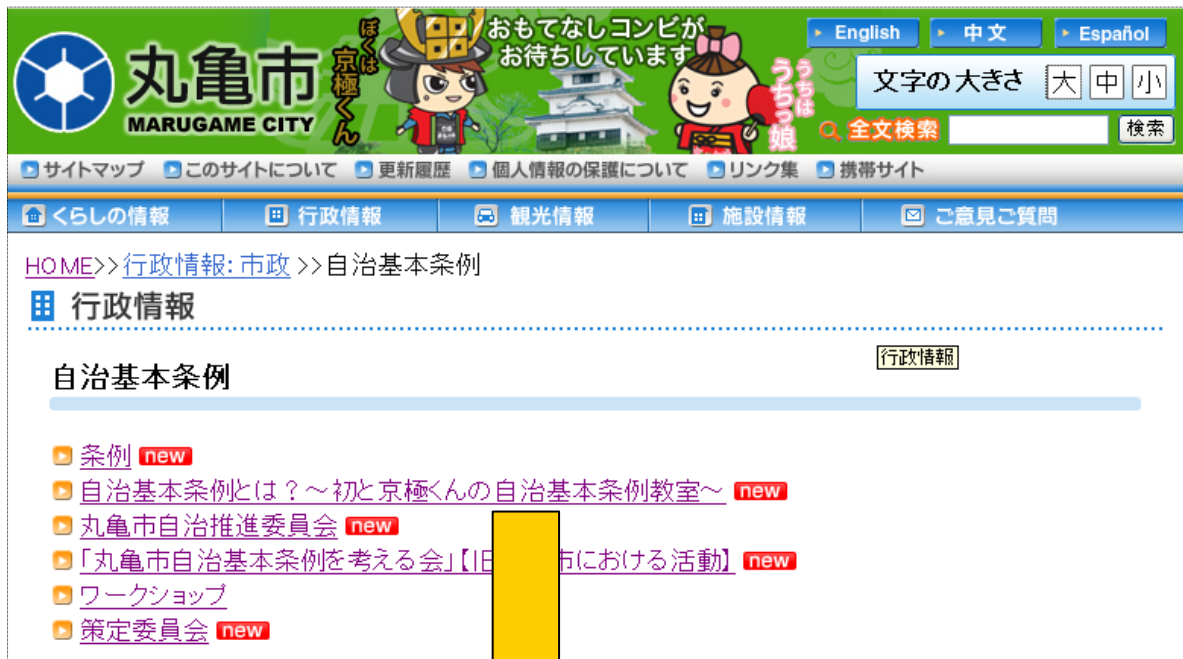 ぼくは京極くん
おもてなしコンビが
お待ちしています
うちはうちっ娘
English 中文 Español
丸亀市
MARUGAME CITY
文字の大きさ 大 中 小
全文検索 検索
サイトマップ このサイトについて 更新履歴 個人情報の保護について リンク集 携帯サイト
くらしの情報 行政情報 観光情報 施設情報 ご意見ご質問
HOME>>行政情報:市政 >>自治基本条例
行政情報
行政情報
自治基本条例
条例 new
自治基本条例とは？～初と京極くんの自治基本条例教室～ new
丸亀市自治推進委員会 new
「丸亀市自治基本条例を考える会」【旧 市における活動】 new
ワークショップ
策定委員会 new